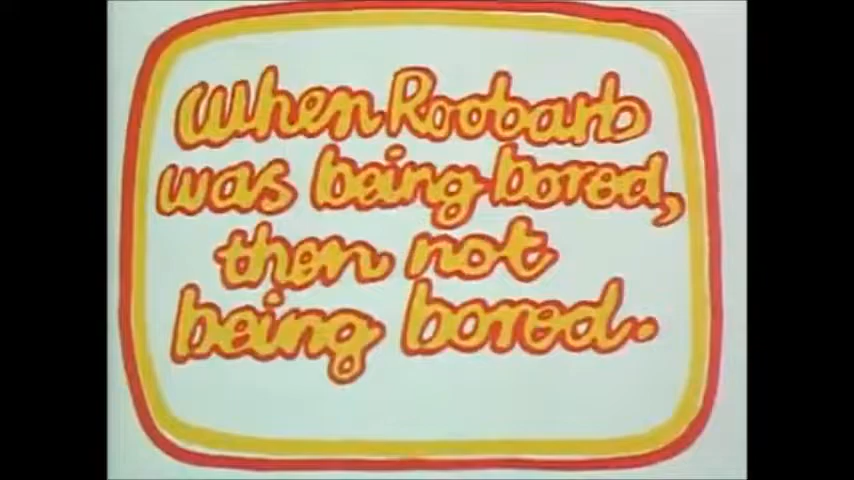 When Roobarb
was being bored,
then not
being bored.